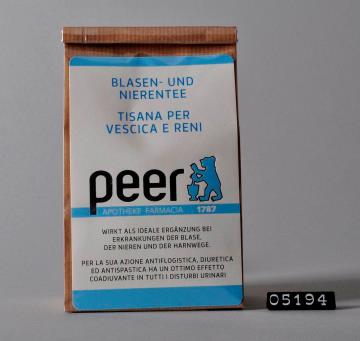 BLASEN- UND
NIERENTEE
TISANA PER
VESCICA E RENI
peer
APOTHEKE FARMACIA 1787
WIRKT ALS IDEALE ERGÄNZUNG BEI
ERKRANKUNGEN DER BLASE,
DER NIEREN UND DER HARNWEGE.
PER LA SUA AZIONE ANTIFLOGISTICA, DIURETICA
ED ANTISPASTICA HA UN OTTIMO EFFETTO
COADIUVANTE IN TUTTI I DISTURBI URINARI
05194